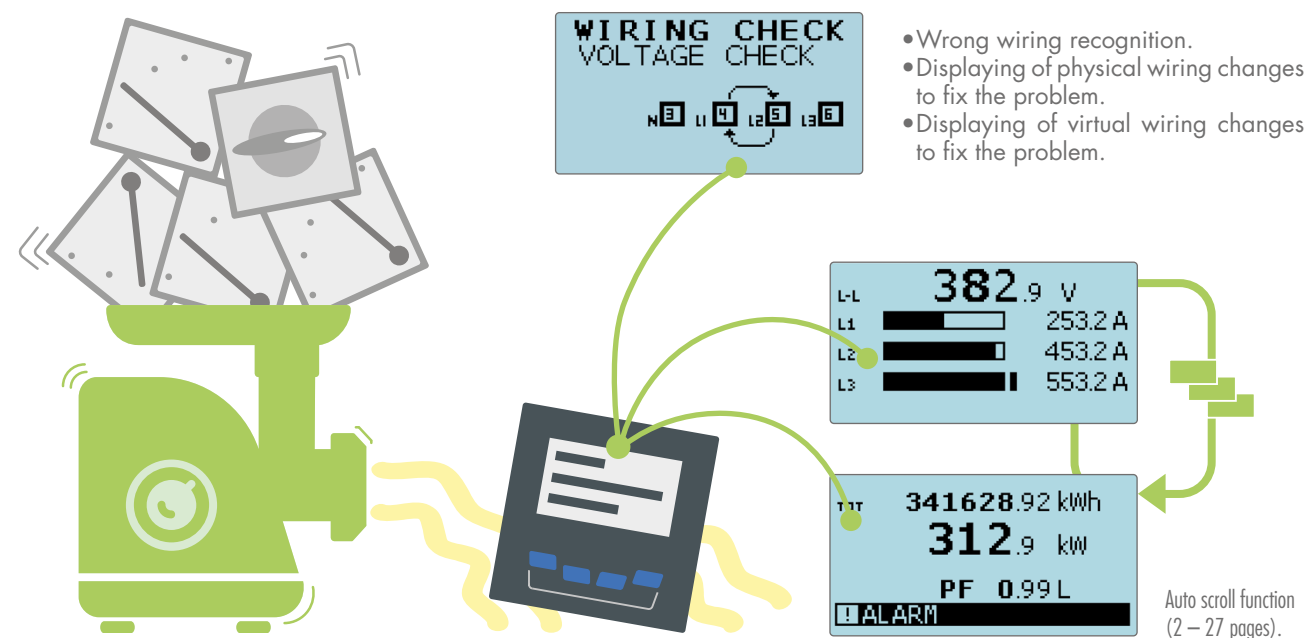 WIRING CHECK
VOLTAGE CHECK
N 3 L1 4 L2 5 L3 6
•Wrong wiring recognition.
•Displaying of physical wiring changes
to fix the problem.
•Displaying of virtual wiring changes
to fix the problem.
L-L 382.9 V
L1 253.2 A
L2 453.2 A
L3 553.2 A
TOT 341628.92 kWh
312.9 kW
PF 0.99 L
! ALARM
Auto scroll function
(2 – 27 pages).